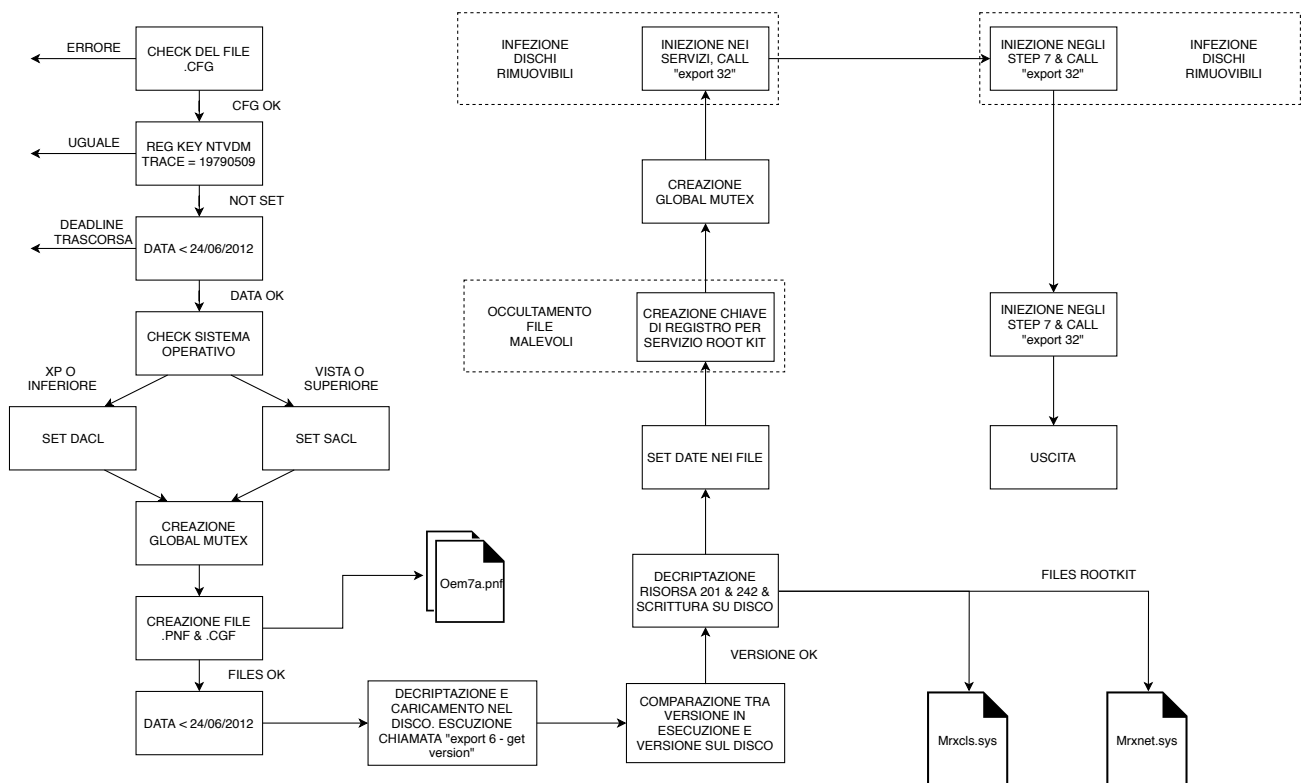 ERRORE
CHECK DEL FILE
.CFG
CFG OK
UGUALE
REG KEY NTVDM
TRACE = 19790509
NOT SET
DEADLINE
TRASCORSA
DATA < 24/06/2012
DATA OK
CHECK SISTEMA
OPERATIVO
XP O
INFERIORE
VISTA O
SUPERIORE
SET DACL
SET SACL
CREAZIONE
GLOBAL MUTEX
Oem7a.pnf
CREAZIONE FILE
.PNF & .CGF
FILES OK
DATA < 24/06/2012
DECRIPTAZIONE E
CARICAMENTO NEL
DISCO. ESCUZIONE
CHIAMATA "export 6 - get
version"
COMPARAZIONE TRA
VERSIONE IN
ESECUZIONE E
VERSIONE SUL DISCO
VERSIONE OK
DECRIPTAZIONE
RISORSA 201 & 242 &
SCRITTURA SU DISCO
FILES ROOTKIT
Mrxcls.sys
Mrxnet.sys
SET DATE NEI FILE
OCCULTAMENTO
FILE
MALEVOLI
CREAZIONE CHIAVE
DI REGISTRO PER
SERVIZIO ROOT KIT
CREAZIONE
GLOBAL MUTEX
INFEZIONE
DISCHI
RIMUOVIBILI
INIEZIONE NEI
SERVIZI, CALL
"export 32"
INIEZIONE NEGLI
STEP 7 & CALL
"export 32"
INFEZIONE
DISCHI
RIMUOVIBILI
INIEZIONE NEGLI
STEP 7 & CALL
"export 32"
USCITA